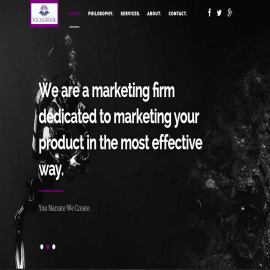 SOCIALBOOK
HOME. PHILOSOPHY. SERVICES. ABOUT. CONTACT.
We are a marketing firm
dedicated to marketing your
product in the most effective
way.
You Narrate We Create.